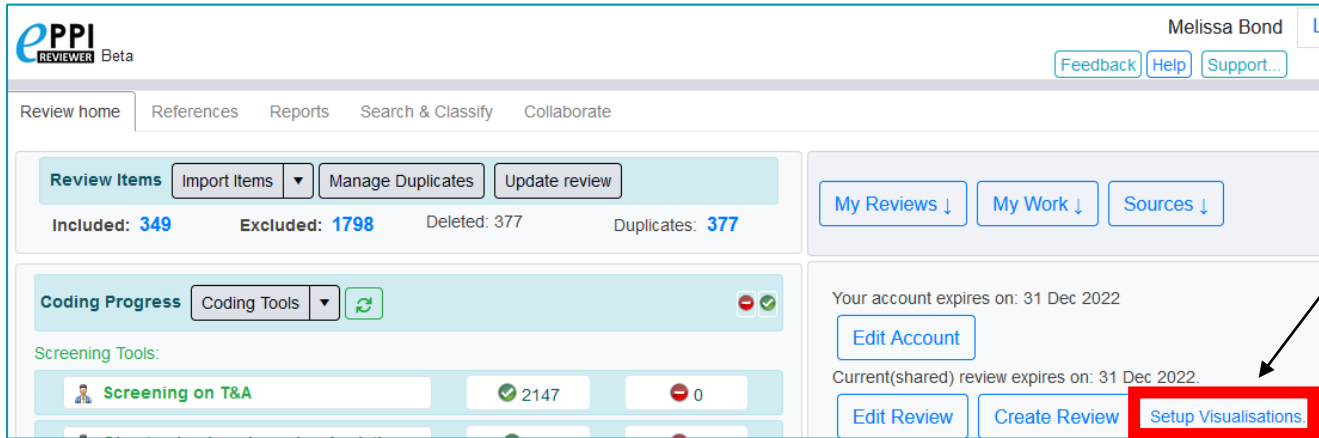 ePPI
REVIEWER Beta
Melissa Bond
Feedback Help Support...
Review home References Reports Search & Classify Collaborate
Review Items Import Items ▼ Manage Duplicates Update review
Included: 349 Excluded: 1798 Deleted: 377 Duplicates: 377
My Reviews ↓ My Work ↓ Sources ↓
Coding Progress Coding Tools ▼
Your account expires on: 31 Dec 2022
Edit Account
Screening Tools:
Current(shared) review expires on: 31 Dec 2022.
Screening on T&A 2147 0
Edit Review Create Review Setup Visualisations.